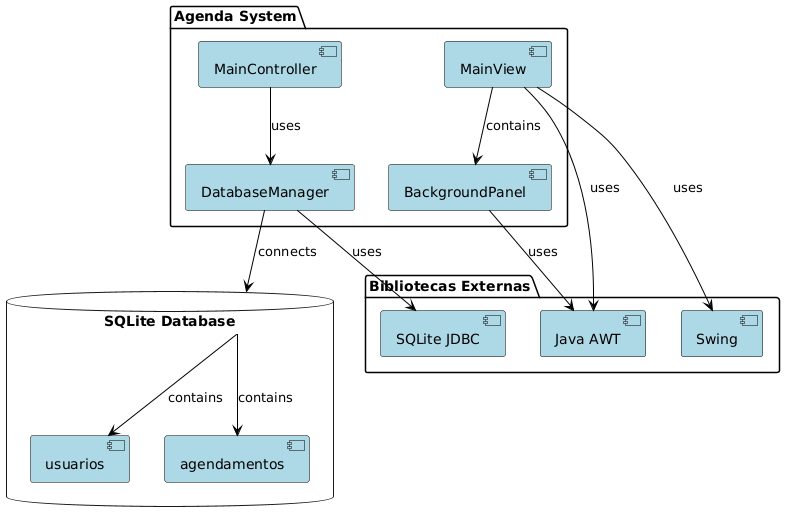 Agenda System
MainController
MainView
uses
contains
DatabaseManager
BackgroundPanel
uses
uses
connects
uses
uses
Bibliotecas Externas
SQLite Database
SQLite JDBC
Java AWT
Swing
contains
contains
usuarios
agendamentos